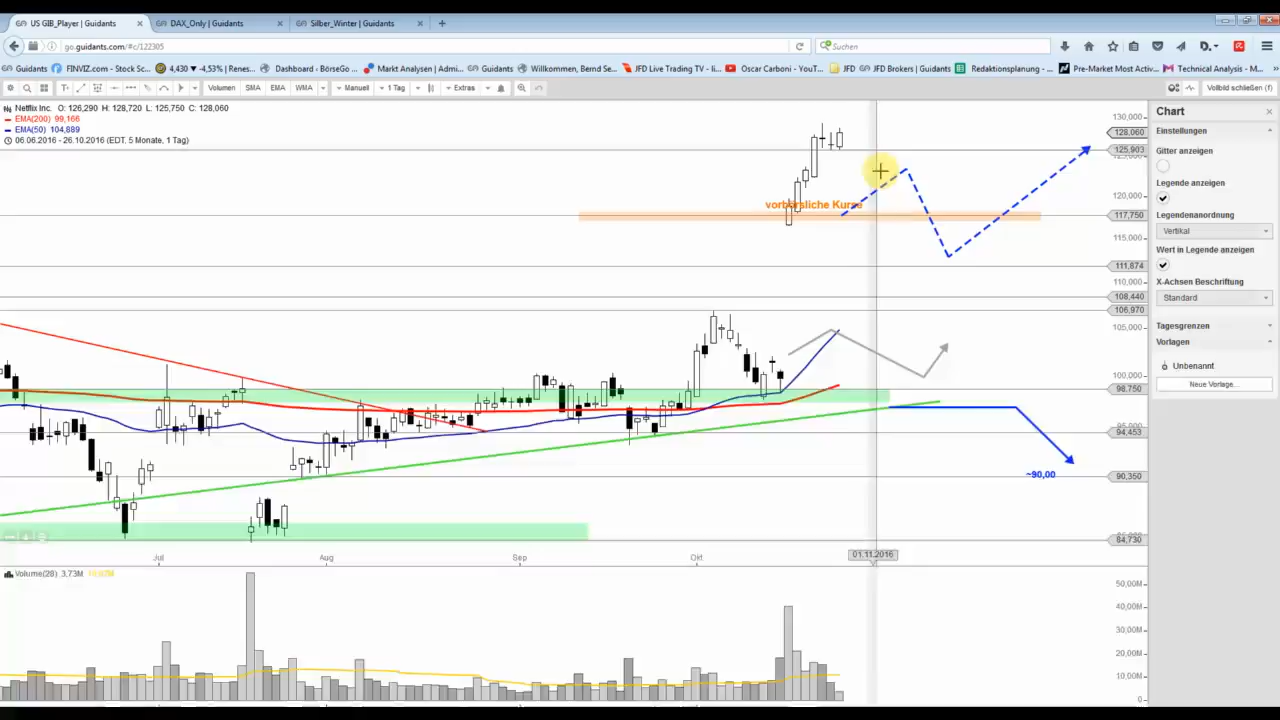 US GIB_Player | Guidants
DAX_Only | Guidants
Silber_Winter | Guidants
go.guidants.com/#c/122305
Suchen
Guidants
FINVIZ.com - Stock Sc...
4,430 ▼ -4,53% | Renes...
Dashboard - BörseGo ...
Markt Analysen | Admi...
Guidants
Willkommen, Bernd Se...
JFD Live Trading TV - li...
Oscar Carboni - YouT...
JFD
JFD Brokers | Guidants
Redaktionsplanung - ...
Pre-Market Most Activ...
Technical Analysis - M...
Volumen
SMA
EMA
WMA
Manuell
1 Tag
Extras
Vollbild schließen (f)
Netflix Inc. O: 126,290 H: 128,720 L: 125,750 C: 128,060
EMA(200) 99,166
EMA(50) 104,889
06.06.2016 - 26.10.2016 (EDT, 5 Monate, 1 Tag)
vorbörsliche Kurse
~90,00
130,000
128,060
125,903
120,000
117,750
115,000
111,874
110,000
108,440
106,970
105,000
100,000
98,750
94,453
90,350
84,730
Jul
Aug
Sep
Okt
01.11.2016
Volume(28) 3,73M
50,00M
40,00M
30,00M
20,00M
10,00M
0
Chart
Einstellungen
Gitter anzeigen
Legende anzeigen
Legendenanordnung
Vertikal
Wert in Legende anzeigen
X-Achsen Beschriftung
Standard
Tagesgrenzen
Vorlagen
Unbenannt
Neue Vorlage...